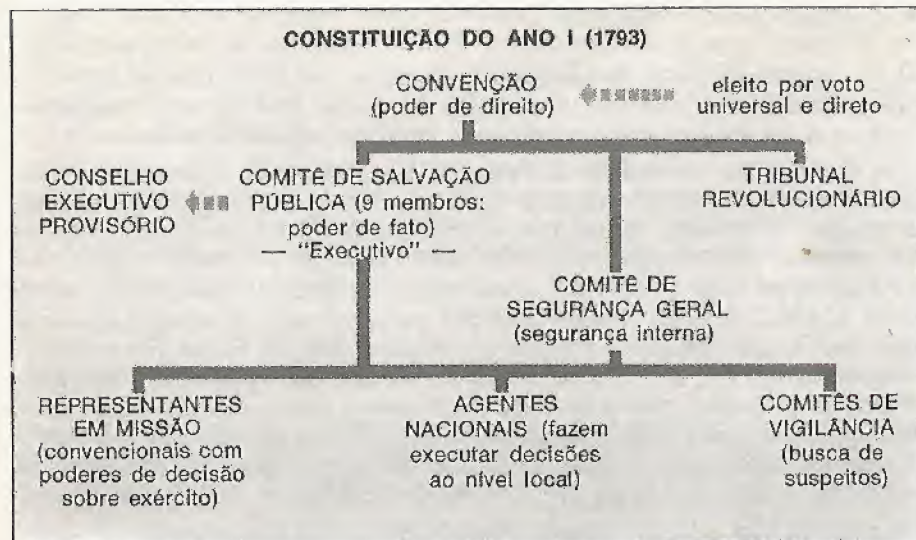 CONSTITUIÇÃO DO ANO I (1793)
CONVENÇÃO
(poder de direito)
eleito por voto
universal e direto
CONSELHO
EXECUTIVO
PROVISÓRIO
COMITÊ DE SALVAÇÃO
PÚBLICA (9 membros:
poder de fato)
— "Executivo" —
TRIBUNAL
REVOLUCIONÁRIO
COMITÊ DE
SEGURANÇA GERAL
(segurança interna)
REPRESENTANTES
EM MISSÃO
(convencionais com
poderes de decisão
sobre exército)
AGENTES
NACIONAIS (fazem
executar decisões
ao nível local)
COMITÊS DE
VIGILÂNCIA
(busca de
suspeitos)